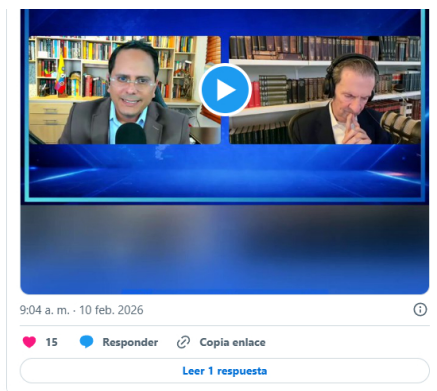 9:04 a. m. · 10 feb. 2026
15 Responder Copia enlace
Leer 1 respuesta